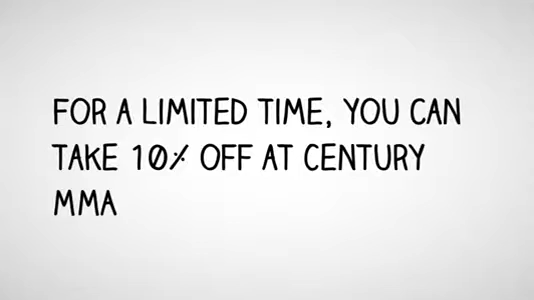 FOR A LIMITED TIME, YOU CAN
TAKE 10% OFF AT CENTURY
MMA